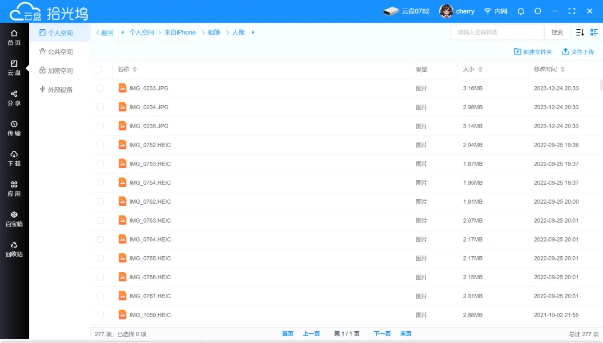 云盘 拾光坞
云盘0762 cherry 内网
首页
云盘
分享
传输
下载
应用
百宝箱
回收站
个人空间
公共空间
加密空间
外部设备
返回 个人空间 来自iPhone 相册 人像
请输入名称筛选 搜索
新建文件夹 文件上传
名称 类型 大小 修改时间
IMG_0233.JPG 图片 3.16MB 2023-12-24 20:33
IMG_0234.JPG 图片 2.98MB 2023-12-24 20:33
IMG_0235.JPG 图片 3.14MB 2023-12-24 20:33
IMG_0752.HEIC 图片 2.04MB 2022-09-25 19:36
IMG_0753.HEIC 图片 1.87MB 2022-09-25 19:37
IMG_0754.HEIC 图片 1.95MB 2022-09-25 19:37
IMG_0762.HEIC 图片 1.81MB 2022-09-25 20:00
IMG_0763.HEIC 图片 2.07MB 2022-09-25 20:01
IMG_0764.HEIC 图片 2.17MB 2022-09-25 20:01
IMG_0765.HEIC 图片 2.17MB 2022-09-25 20:01
IMG_0766.HEIC 图片 2.15MB 2022-09-25 20:01
IMG_0767.HEIC 图片 2.31MB 2022-09-25 20:01
IMG_1059.HEIC 图片 2.88MB 2021-10-02 21:55
277 项，已选择 0 项 首页 上一页 第 1 / 1 页 下一页 末页 总计 277 项